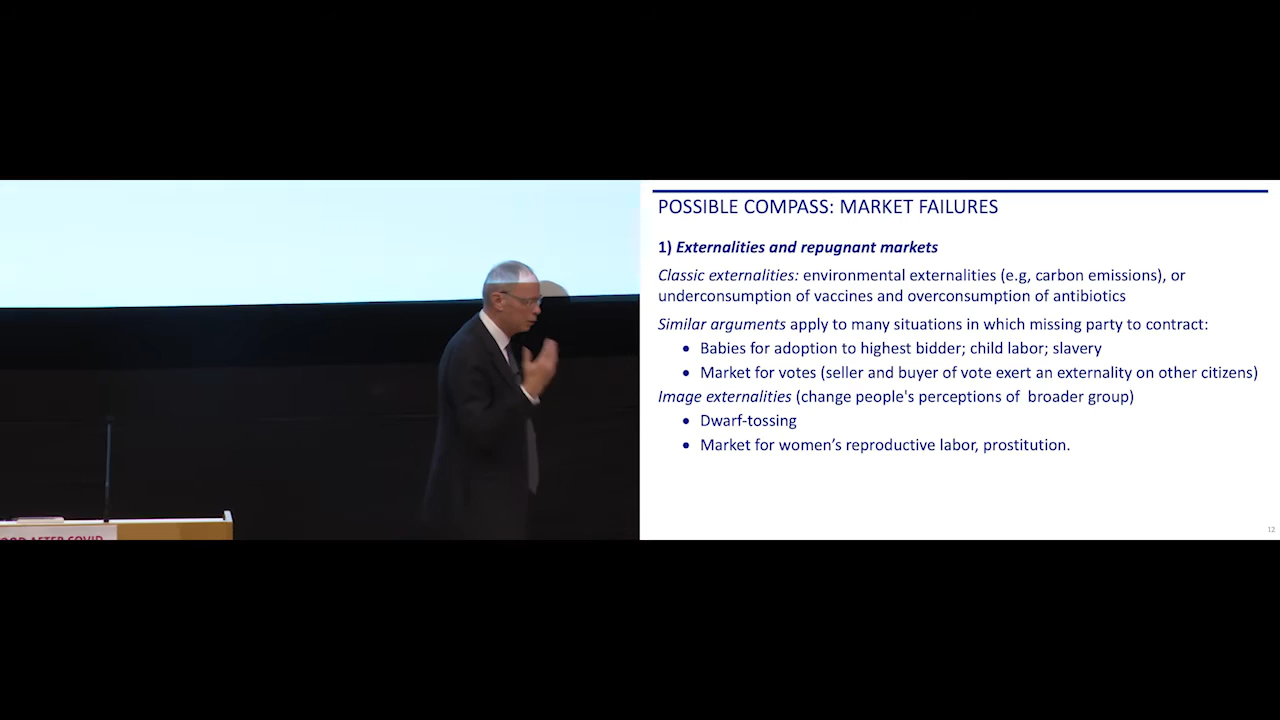 POSSIBLE COMPASS: MARKET FAILURES
1) Externalities and repugnant markets
Classic externalities: environmental externalities (e.g, carbon emissions), or
underconsumption of vaccines and overconsumption of antibiotics
Similar arguments apply to many situations in which missing party to contract:
• Babies for adoption to highest bidder; child labor; slavery
• Market for votes (seller and buyer of vote exert an externality on other citizens)
Image externalities (change people's perceptions of broader group)
• Dwarf-tossing
• Market for women’s reproductive labor, prostitution.
12
AFTER COVID